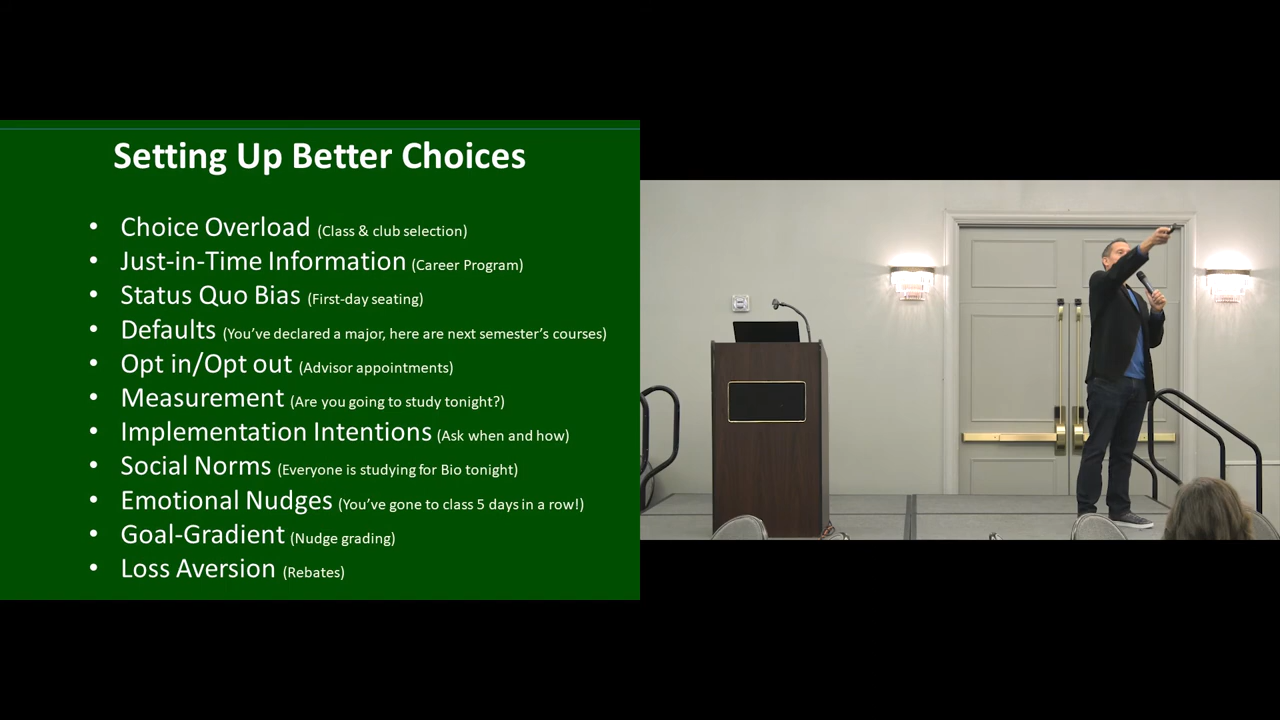 Setting Up Better Choices
• Choice Overload (Class & club selection)
• Just-in-Time Information (Career Program)
• Status Quo Bias (First-day seating)
• Defaults (You've declared a major, here are next semester's courses)
• Opt in/Opt out (Advisor appointments)
• Measurement (Are you going to study tonight?)
• Implementation Intentions (Ask when and how)
• Social Norms (Everyone is studying for Bio tonight)
• Emotional Nudges (You've gone to class 5 days in a row!)
• Goal-Gradient (Nudge grading)
• Loss Aversion (Rebates)